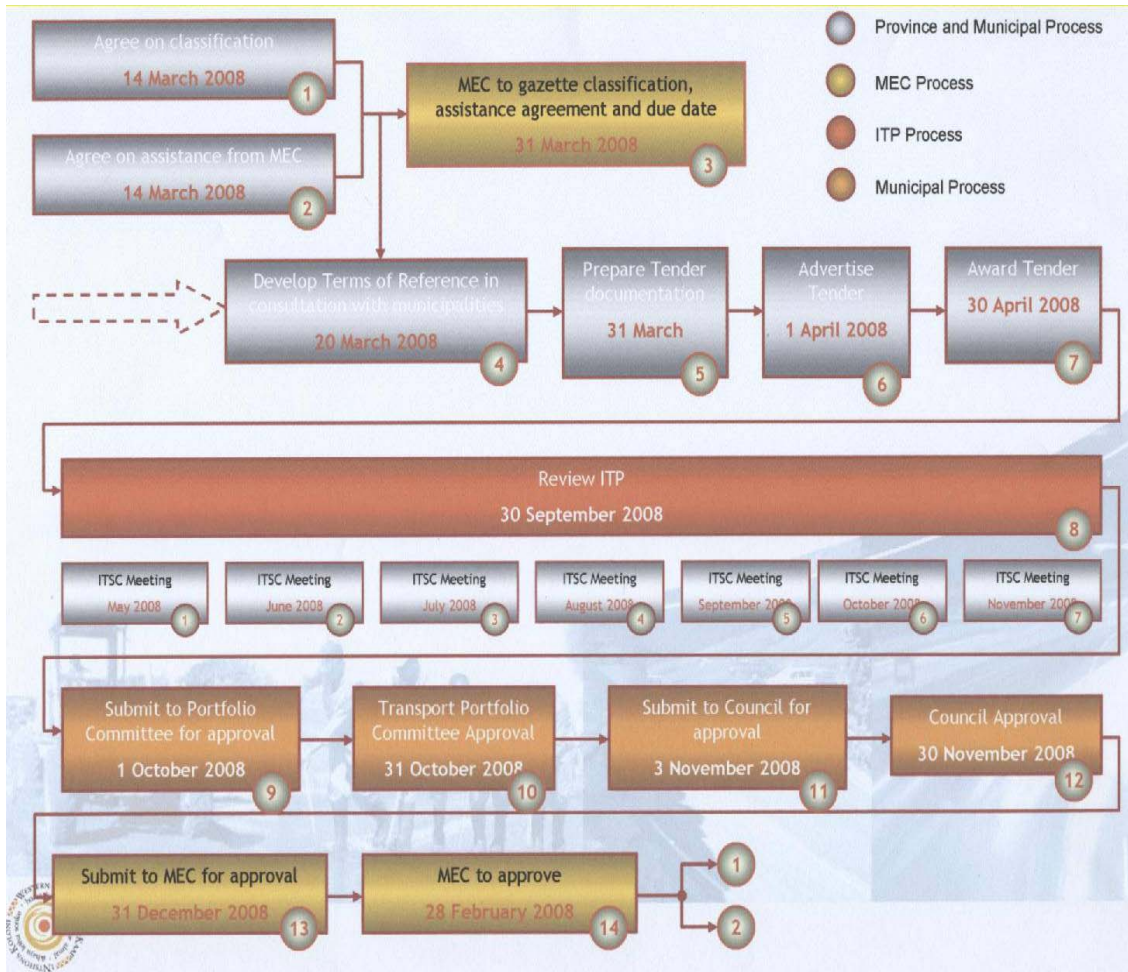 Agree on classification
14 March 2008
1
Agree on assistance from MEC
14 March 2008
2
MEC to gazette classification,
assistance agreement and due date
31 March 2008
3
Province and Municipal Process
MEC Process
ITP Process
Municipal Process
Develop Terms of Reference in
consultation with municipalities
20 March 2008
4
Prepare Tender
documentation
31 March
5
Advertise
Tender
1 April 2008
6
Award Tender
30 April 2008
7
Review ITP
30 September 2008
8
ITSC Meeting
May 2008
1
ITSC Meeting
June 2008
2
ITSC Meeting
July 2008
3
ITSC Meeting
August 2008
4
ITSC Meeting
September 2008
5
ITSC Meeting
October 2008
6
ITSC Meeting
November 2008
7
Submit to Portfolio
Committee for approval
1 October 2008
9
Transport Portfolio
Committee Approval
31 October 2008
10
Submit to Council for
approval
3 November 2008
11
Council Approval
30 November 2008
12
Submit to MEC for approval
31 December 2008
13
MEC to approve
28 February 2008
14
1
2